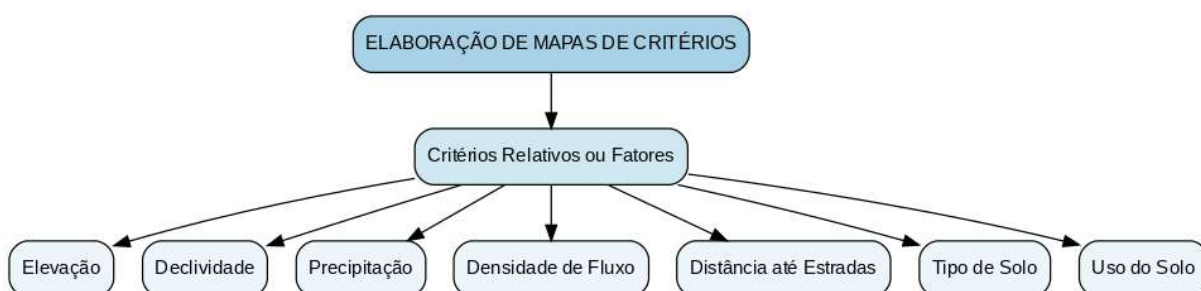 ELABORAÇÃO DE MAPAS DE CRITÉRIOS
Critérios Relativos ou Fatores
Elevação
Declividade
Precipitação
Densidade de Fluxo
Distância até Estradas
Tipo de Solo
Uso do Solo